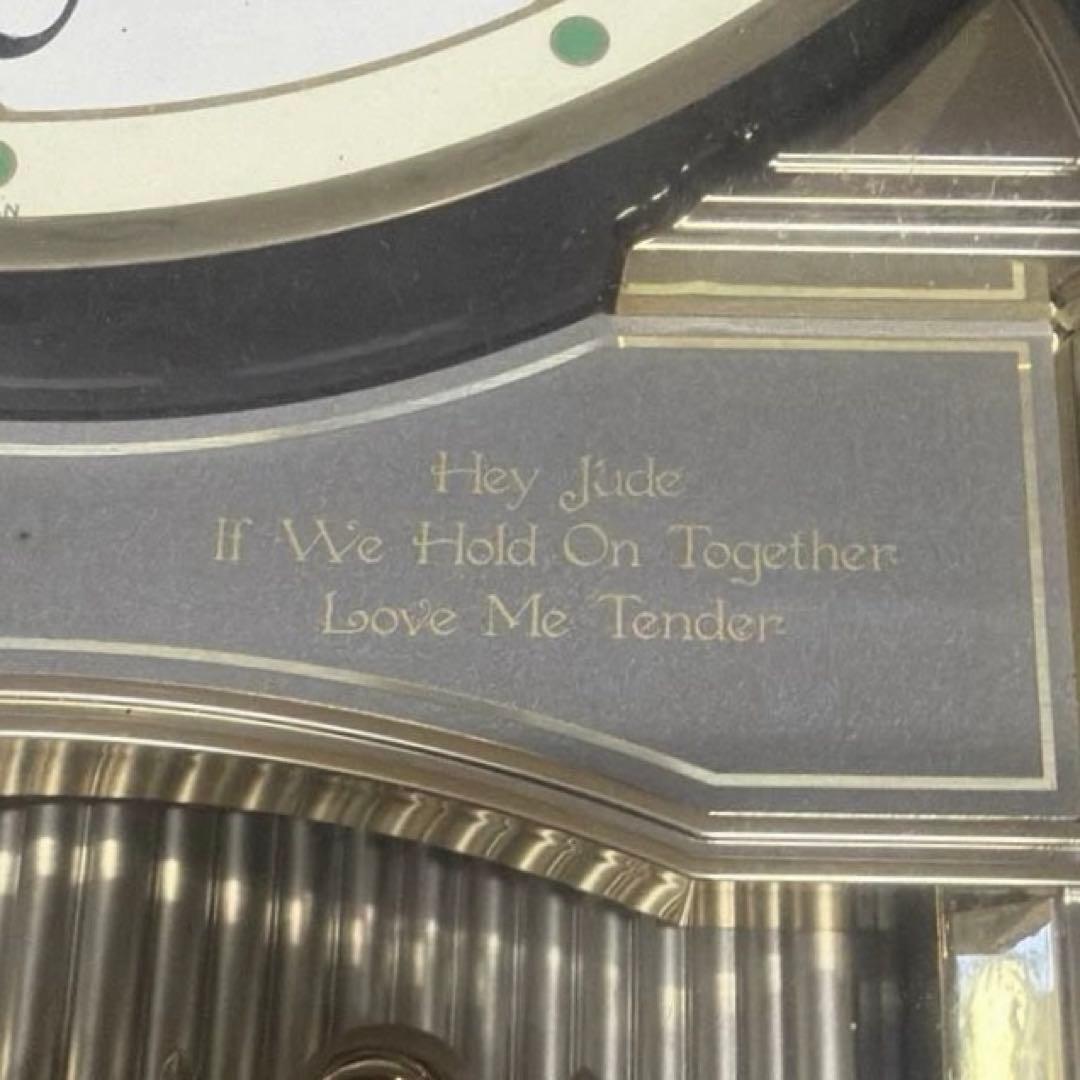 Hey Jude
If We Hold On Together
Love Me Tender